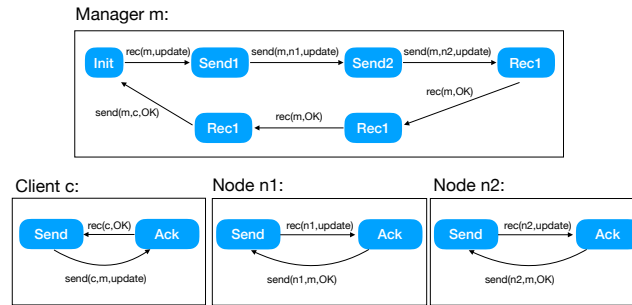 Manager m:
rec(m,update) send(m,n1,update) send(m,n2,update)
Init Send1 Send2 Rec1
rec(m,OK)
send(m,c,OK) rec(m,OK)
Rec1 Rec1
Client c: Node n1: Node n2:
rec(c,OK) rec(n1,update) rec(n2,update)
Send Ack Send Ack Send Ack
send(c,m,update) send(n1,m,OK) send(n2,m,OK)